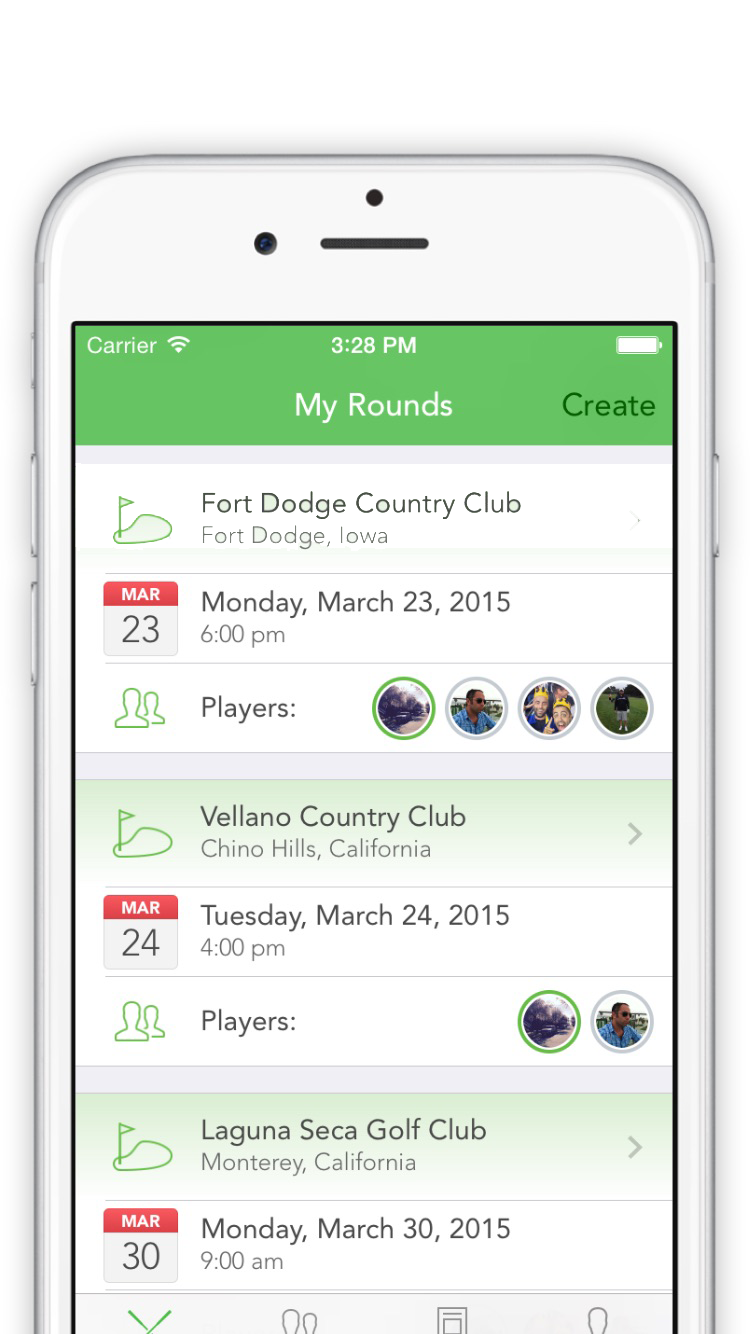 Carrier 3:28 PM
My Rounds Create
Fort Dodge Country Club
Fort Dodge, Iowa
MAR
23
Monday, March 23, 2015
6:00 pm
Players:
Vellano Country Club
Chino Hills, California
MAR
24
Tuesday, March 24, 2015
4:00 pm
Players:
Laguna Seca Golf Club
Monterey, California
MAR
30
Monday, March 30, 2015
9:00 am